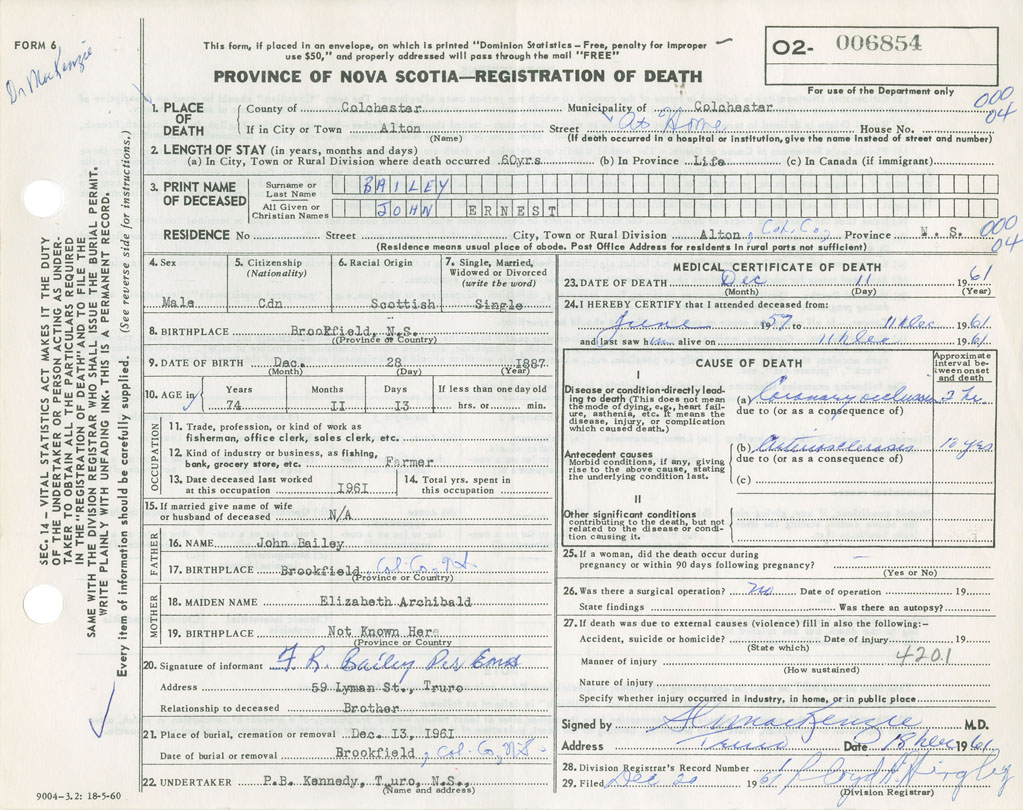 FORM 6
Dr MacKenzie
This form, if placed in an envelope, on which is printed "Dominion Statistics – Free, penalty for improper
use $50," and properly addressed will pass through the mail "FREE"
PROVINCE OF NOVA SCOTIA—REGISTRATION OF DEATH
02- 006854
For use of the Department only
000
04
1. PLACE OF DEATH County of Colchester Municipality of Colchester
If in City or Town Alton (Name) Street At Home House No.
(If death occurred in a hospital or institution, give the name instead of street and number)
2. LENGTH OF STAY (in years, months and days)
(a) In City, Town or Rural Division where death occurred 60yrs (b) In Province Life (c) In Canada (if immigrant)
3. PRINT NAME OF DECEASED Surname or Last Name BAILEY
All Given or Christian Names JOHN ERNEST
RESIDENCE No Street City, Town or Rural Division Alton, Col. Co. Province N.S.
(Residence means usual place of abode. Post Office Address for residents in rural parts not sufficient)
000
04
4. Sex Male
5. Citizenship (Nationality) Cdn
6. Racial Origin Scottish
7. Single, Married, Widowed or Divorced (write the word) Single
8. BIRTHPLACE Brookfield, N.S.
(Province or Country)
9. DATE OF BIRTH Dec. 28 1887
(Month) (Day) (Year)
10. AGE in Years 74 Months II Days I3 If less than one day old hrs. or min.
OCCUPATION
11. Trade, profession, or kind of work as fisherman, office clerk, sales clerk, etc.
12. Kind of industry or business, as fishing, bank, grocery store, etc. Farmer
13. Date deceased last worked at this occupation I96I
14. Total yrs. spent in this occupation
15. If married give name of wife or husband of deceased N/A
FATHER
16. NAME John Bailey
17. BIRTHPLACE Brookfield Col. Co. N.S.
(Province or Country)
MOTHER
18. MAIDEN NAME Elizabeth Archibald
19. BIRTHPLACE Not Known Here
(Province or Country)
20. Signature of informant F R Bailey Per
Address 59 Lyman St., Truro
Relationship to deceased Brother
21. Place of burial, cremation or removal Dec. I3, I96I
Date of burial or removal Brookfield, Col. Co, N.S.
22. UNDERTAKER P.B. Kennedy, Truro, N.S.,
(Name and address)
9004–3.2: 18-5-60
MEDICAL CERTIFICATE OF DEATH
23. DATE OF DEATH Dec 11 1961
(Month) (Day) (Year)
24. I HEREBY CERTIFY that I attended deceased from:
June 1957 to 11 Dec 1961
and last saw him alive on 11 Dec 1961
CAUSE OF DEATH
Approximate interval between onset and death
I
Disease or condition directly leading to death (This does not mean the mode of dying, e.g., heart failure, asthenia, etc. It means the disease, injury, or complication which caused death.)
(a) Coronary occlusion 2 hr.
due to (or as a consequence of)
Antecedent causes
Morbid conditions, if any, giving rise to the above cause, stating the underlying condition last.
(b) Arteriosclerosis 10 yrs
due to (or as a consequence of)
(c)
II
Other significant conditions
contributing to the death, but not related to the disease or condition causing it.
25. If a woman, did the death occur during
pregnancy or within 90 days following pregnancy? –
(Yes or No)
26. Was there a surgical operation? no Date of operation 19
State findings Was there an autopsy?
27. If death was due to external causes (violence) fill in also the following:–
Accident, suicide or homicide? Date of injury 19
(State which)
4201
Manner of injury
(How sustained)
Nature of injury
Specify whether injury occurred in industry, in home, or in public place
Signed by MacKenzie M.D.
Address Truro Date 18 Dec 1961
28. Division Registrar's Record Number
29. Filed Dec 20 1961 Lloyd
(Division Registrar)
SEC. 14 – VITAL STATISTICS ACT MAKES IT THE DUTY
OF THE UNDERTAKER OR PERSON ACTING AS UNDER-
TAKER TO OBTAIN ALL THE PARTICULARS REQUIRED
IN THE "REGISTRATION OF DEATH" AND TO FILE THE
SAME WITH THE DIVISION REGISTRAR WHO SHALL ISSUE THE BURIAL PERMIT.
WRITE PLAINLY WITH UNFADING INK. THIS IS A PERMANENT RECORD.
Every item of information should be carefully supplied. (See reverse side for instructions.)